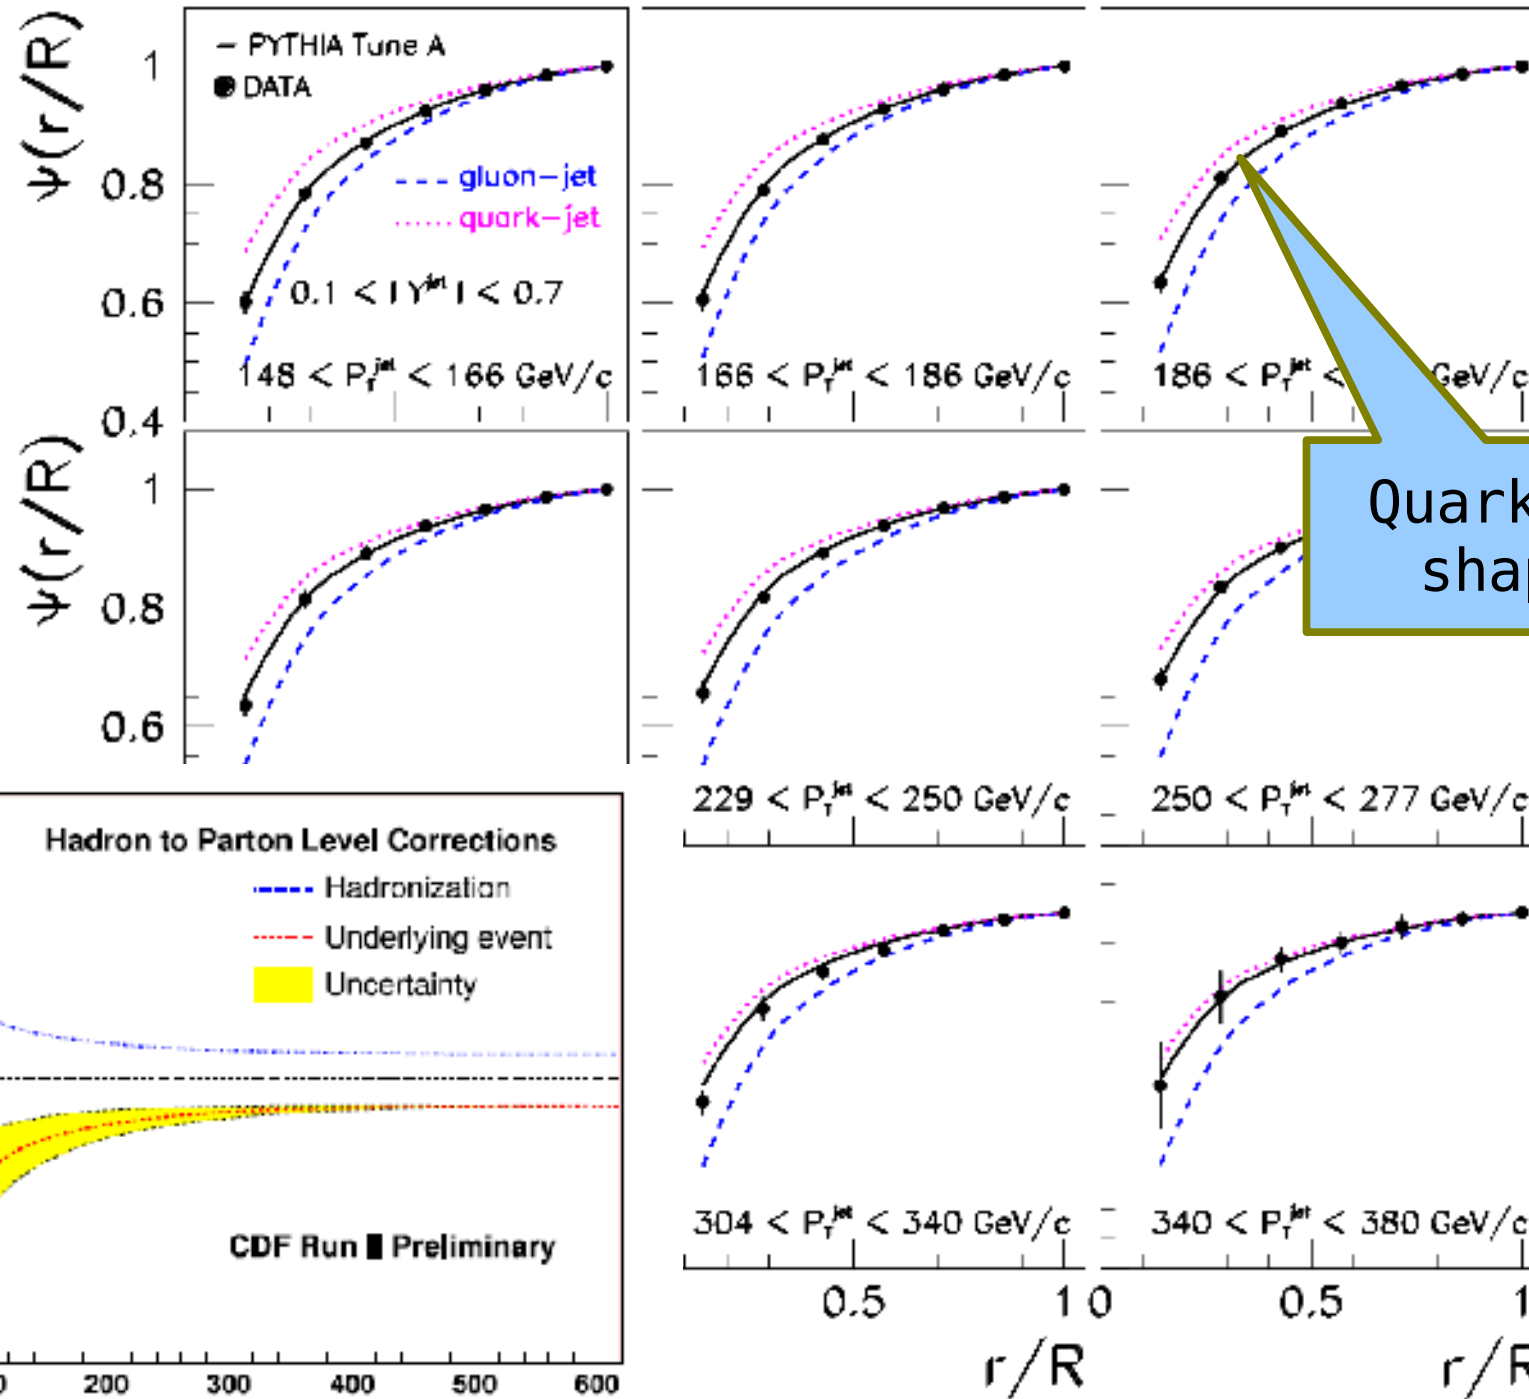 ψ(r/R)
1
0.8
0.6
0.4
– PYTHIA Tune A
DATA
gluon–jet
quark–jet
0.1 < | Y^jet | < 0.7
148 < P_T^jet < 166 GeV/c
166 < P_T^jet < 186 GeV/c
186 < P_T^jet < GeV/c
ψ(r/R)
1
0.8
0.6
Quark
shap
229 < P_T^jet < 250 GeV/c
250 < P_T^jet < 277 GeV/c
Hadron to Parton Level Corrections
Hadronization
Underlying event
Uncertainty
CDF Run II Preliminary
0 200 300 400 500 600
304 < P_T^jet < 340 GeV/c
340 < P_T^jet < 380 GeV/c
0.5 1 0 0.5 1
r/R r/R